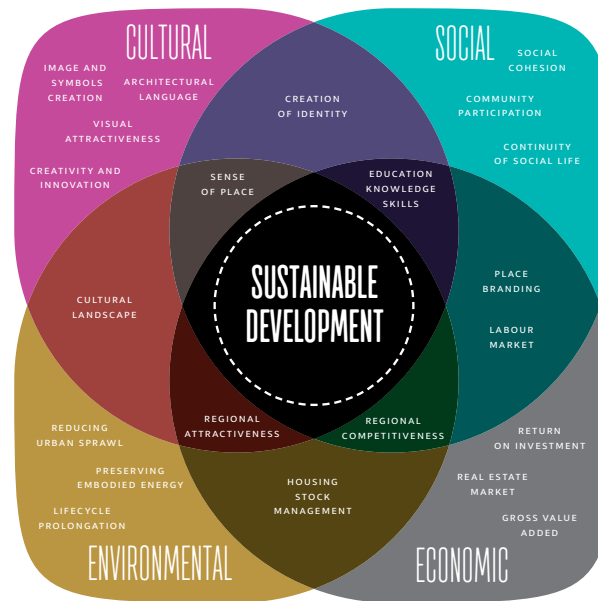 CULTURAL
IMAGE AND
SYMBOLS
CREATION
ARCHITECTURAL
LANGUAGE
VISUAL
ATTRACTIVENESS
CREATIVITY AND
INNOVATION
CREATION
OF IDENTITY
SOCIAL
SOCIAL
COHESION
COMMUNITY
PARTICIPATION
CONTINUITY
OF SOCIAL LIFE
SENSE
OF PLACE
EDUCATION
KNOWLEDGE
SKILLS
CULTURAL
LANDSCAPE
SUSTAINABLE
DEVELOPMENT
PLACE
BRANDING
LABOUR
MARKET
REGIONAL
ATTRACTIVENESS
REGIONAL
COMPETITIVENESS
REDUCING
URBAN SPRAWL
PRESERVING
EMBODIED ENERGY
LIFECYCLE
PROLONGATION
ENVIRONMENTAL
HOUSING
STOCK
MANAGEMENT
RETURN
ON INVESTMENT
REAL ESTATE
MARKET
GROSS VALUE
ADDED
ECONOMIC